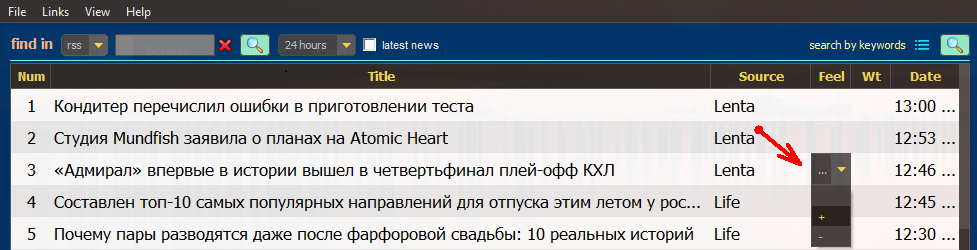 File Links View Help
find in rss 24 hours latest news search by keywords
Num Title Source Feel Wt Date
1 Кондитер перечислил ошибки в приготовлении теста Lenta 13:00 ...
2 Студия Mundfish заявила о планах на Atomic Heart Lenta 12:53 ...
3 «Адмирал» впервые в истории вышел в четвертьфинал плей-офф КХЛ Lenta ... 12:46 ...
4 Составлен топ-10 самых популярных направлений для отпуска этим летом у рос... Life 12:45 ...
+
5 Почему пары разводятся даже после фарфоровой свадьбы: 10 реальных историй Life - 12:30 ...